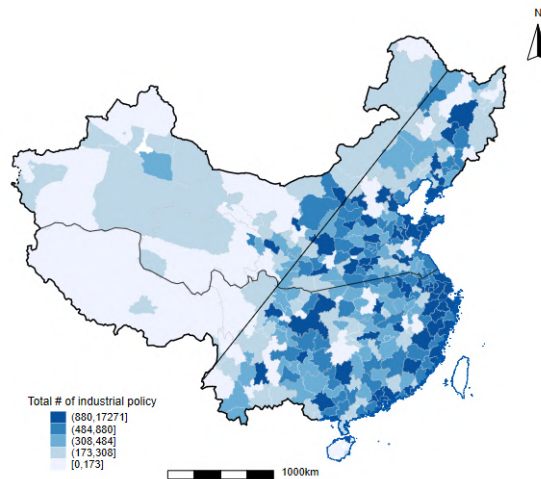 N
Total # of industrial policy
(880,17271]
(484,880]
(308,484]
(173,308]
[0,173]
1000km